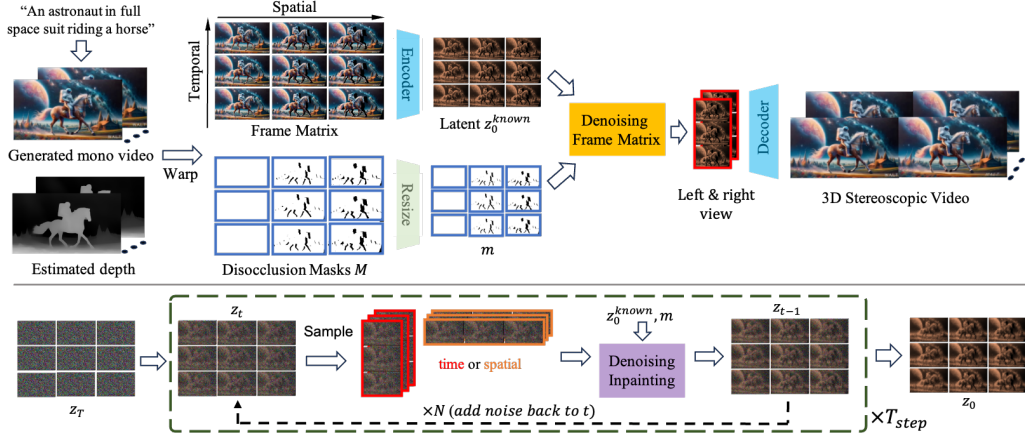 “An astronaut in full
space suit riding a horse”
Generated mono video
Estimated depth
Warp
Spatial
Temporal
Frame Matrix
Encoder
Latent z_0^{known}
Disocclusion Masks M
Resize
m
Denoising
Frame Matrix
Left & right
view
Decoder
3D Stereoscopic Video
z_T
z_t
Sample
time or spatial
z_0^{known}, m
Denoising
Inpainting
z_{t−1}
×N (add noise back to t)
×T_{step}
z_0